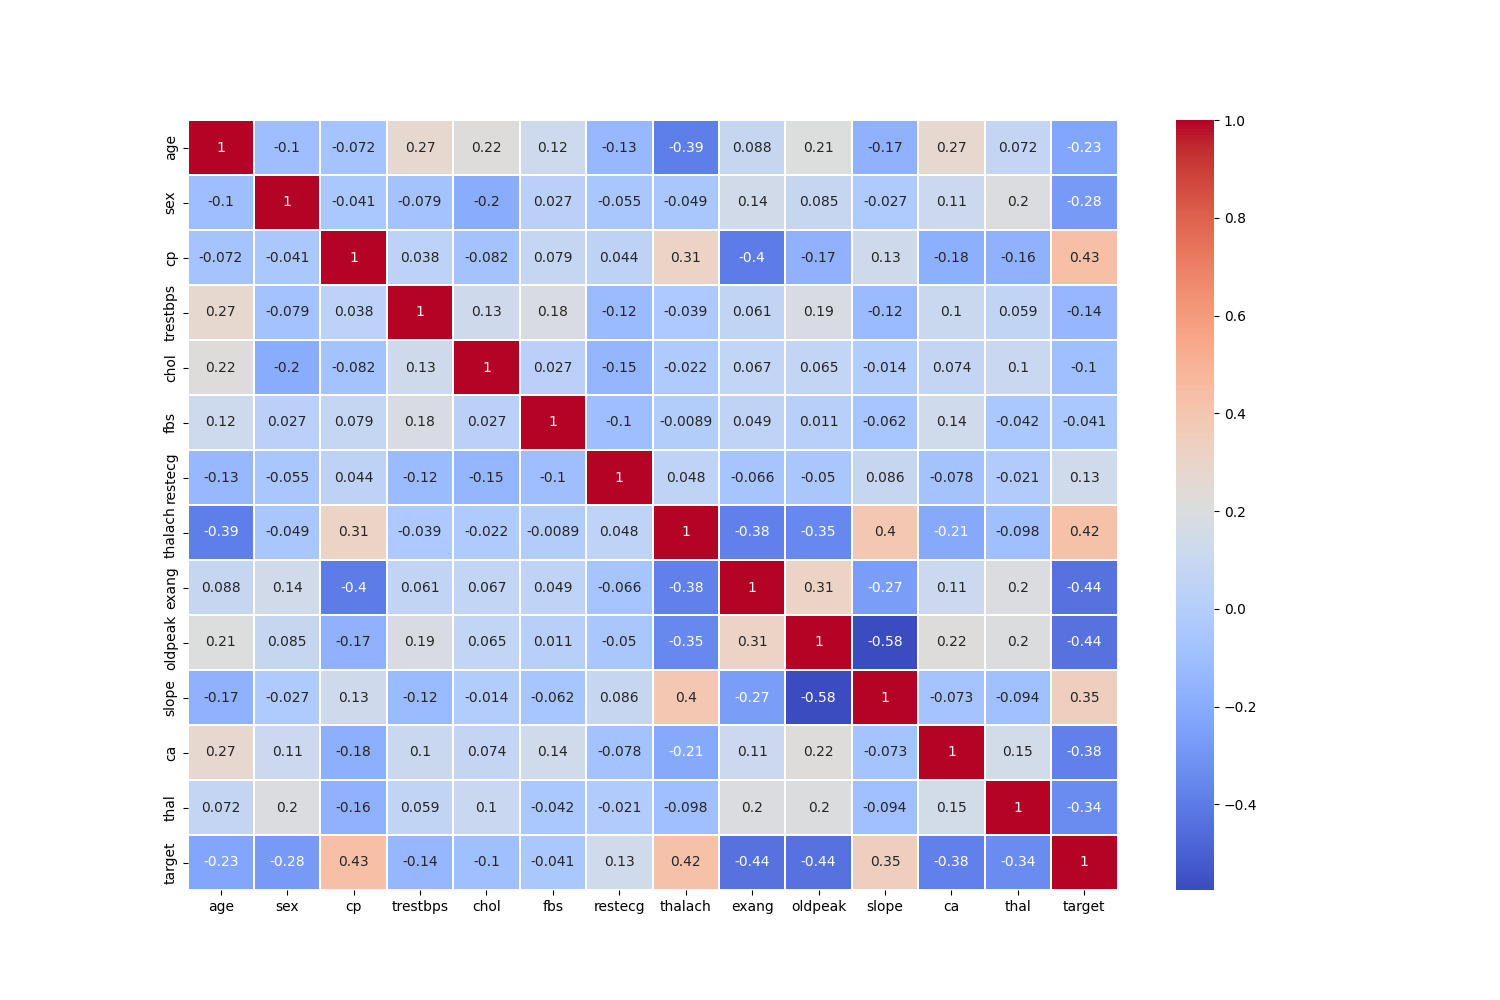 1.0
age 1 -0.1 -0.072 0.27 0.22 0.12 -0.13 -0.39 0.088 0.21 -0.17 0.27 0.072 -0.23
sex -0.1 1 -0.041 -0.079 -0.2 0.027 -0.055 -0.049 0.14 0.085 -0.027 0.11 0.2 -0.28
0.8
cp -0.072 -0.041 1 0.038 -0.082 0.079 0.044 0.31 -0.4 -0.17 0.13 -0.18 -0.16 0.43
trestbps 0.27 -0.079 0.038 1 0.13 0.18 -0.12 -0.039 0.061 0.19 -0.12 0.1 0.059 -0.14
0.6
chol 0.22 -0.2 -0.082 0.13 1 0.027 -0.15 -0.022 0.067 0.065 -0.014 0.074 0.1 -0.1
0.4
fbs 0.12 0.027 0.079 0.18 0.027 1 -0.1 -0.0089 0.049 0.011 -0.062 0.14 -0.042 -0.041
restecg -0.13 -0.055 0.044 -0.12 -0.15 -0.1 1 0.048 -0.066 -0.05 0.086 -0.078 -0.021 0.13
0.2
thalach -0.39 -0.049 0.31 -0.039 -0.022 -0.0089 0.048 1 -0.38 -0.35 0.4 -0.21 -0.098 0.42
exang 0.088 0.14 -0.4 0.061 0.067 0.049 -0.066 -0.38 1 0.31 -0.27 0.11 0.2 -0.44
0.0
oldpeak 0.21 0.085 -0.17 0.19 0.065 0.011 -0.05 -0.35 0.31 1 -0.58 0.22 0.2 -0.44
slope -0.17 -0.027 0.13 -0.12 -0.014 -0.062 0.086 0.4 -0.27 -0.58 1 -0.073 -0.094 0.35
−0.2
ca 0.27 0.11 -0.18 0.1 0.074 0.14 -0.078 -0.21 0.11 0.22 -0.073 1 0.15 -0.38
−0.4
thal 0.072 0.2 -0.16 0.059 0.1 -0.042 -0.021 -0.098 0.2 0.2 -0.094 0.15 1 -0.34
target -0.23 -0.28 0.43 -0.14 -0.1 -0.041 0.13 0.42 -0.44 -0.44 0.35 -0.38 -0.34 1
age sex cp trestbps chol fbs restecg thalach exang oldpeak slope ca thal target